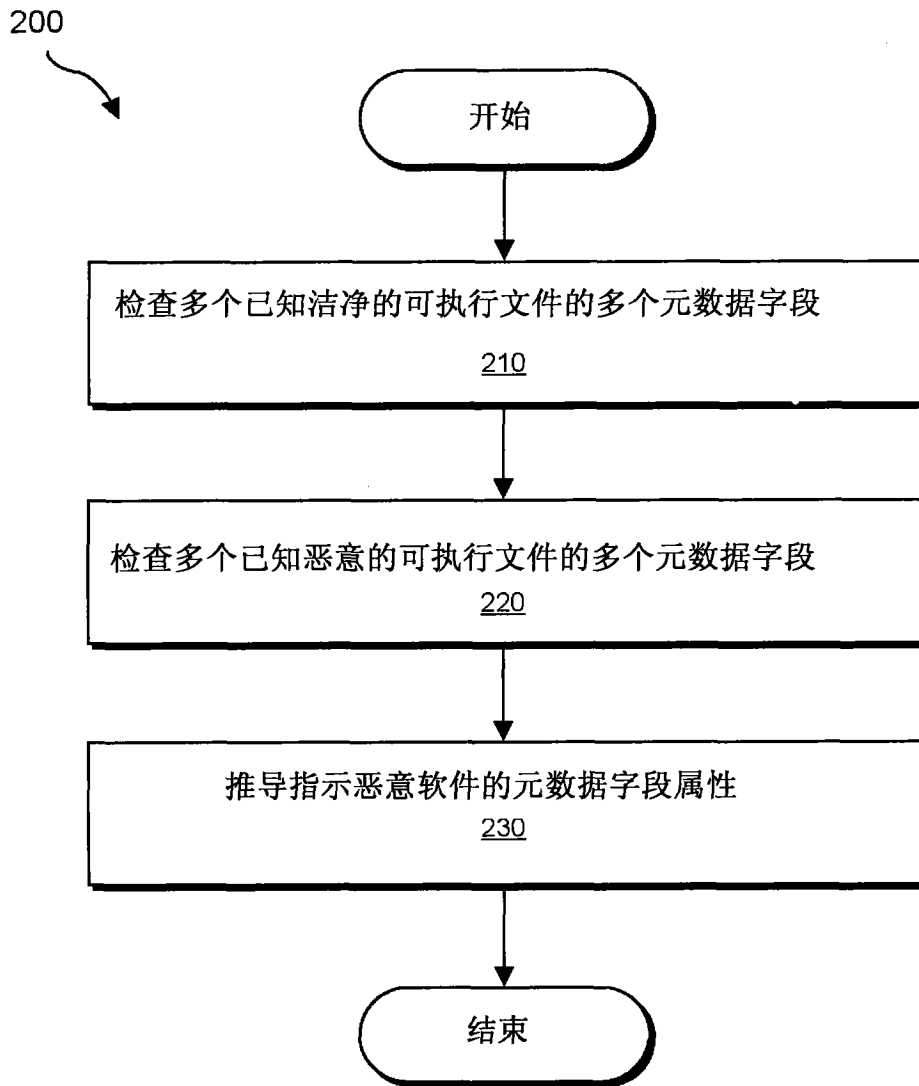 200
开始
检查多个已知洁净的可执行文件的多个元数据字段
210
检查多个已知恶意的可执行文件的多个元数据字段
220
推导指示恶意软件的元数据字段属性
230
结束